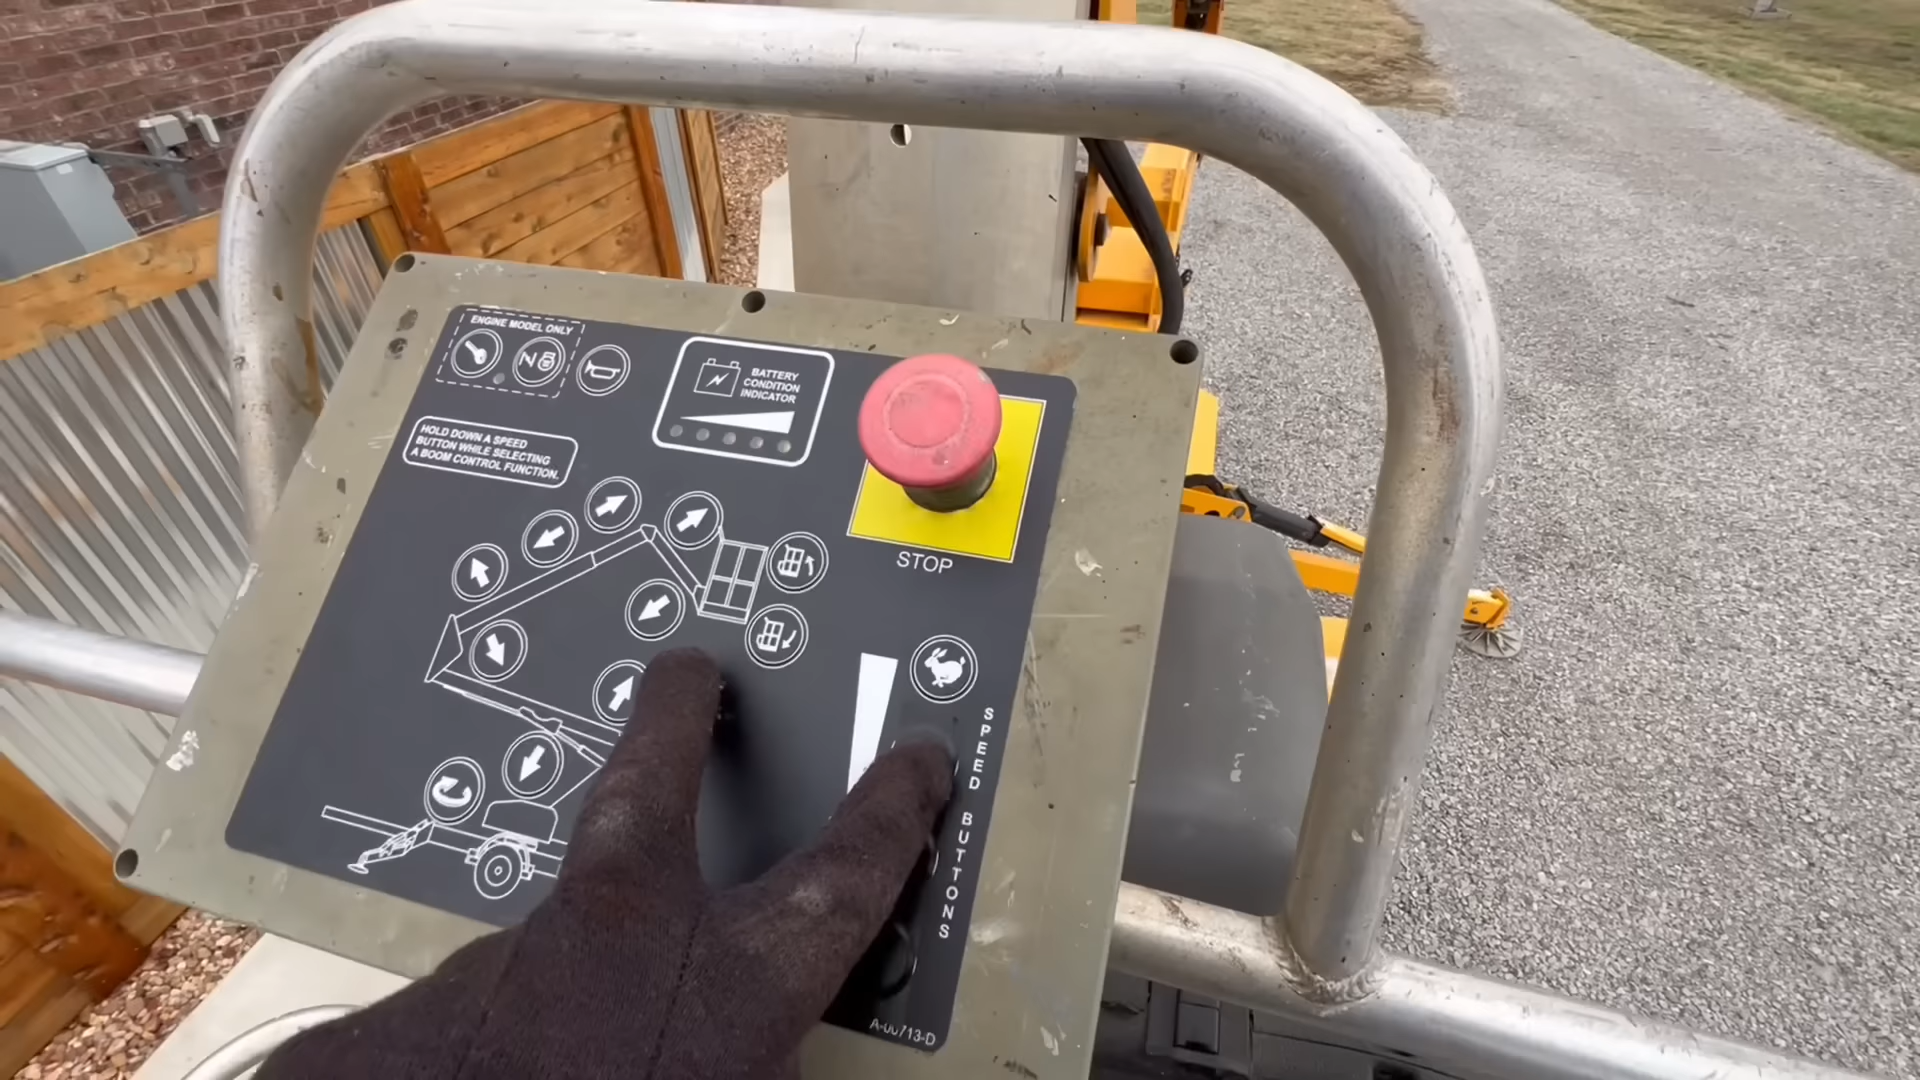 ENGINE MODEL ONLY
N
BATTERY
CONDITION
INDICATOR
HOLD DOWN A SPEED
BUTTON WHILE SELECTING
A BOOM CONTROL FUNCTION.
STOP
SPEED BUTTONS
A-00713-D